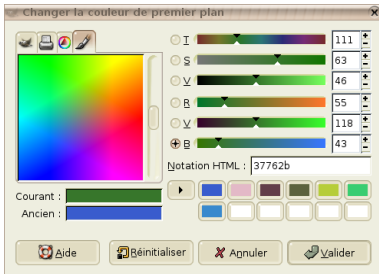 Changer la couleur de premier plan
T 111
S 63
V 46
R 55
V 118
B 43
Notation HTML : 37762b
Courant :
Ancien :
Aide Réinitialiser Annuler Valider